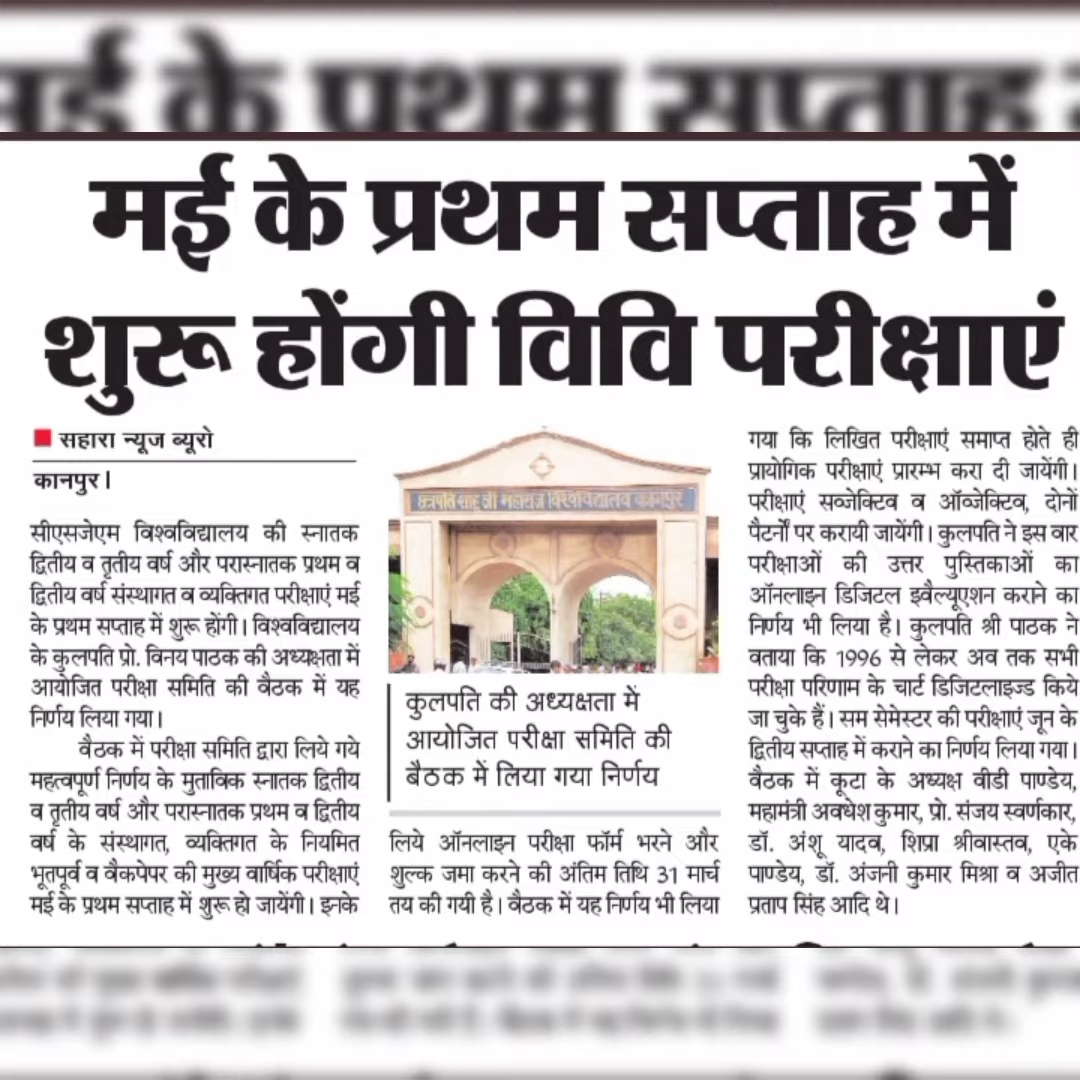 मई के प्रथम सप्ताह में
शुरू होंगी विवि परीक्षाएं
सहारा न्यूज ब्यूरो
कानपुर।
सीएसजेएम विश्वविद्यालय की स्नातक
द्वितीय व तृतीय वर्ष और परास्नातक प्रथम व
द्वितीय वर्ष संस्थागत व व्यक्तिगत परीक्षाएं मई
के प्रथम सप्ताह में शुरू होंगी। विश्वविद्यालय
के कुलपति प्रो. विनय पाठक की अध्यक्षता में
आयोजित परीक्षा समिति की वैठक में यह
निर्णय लिया गया।
वैठक में परीक्षा समिति द्वारा लिये गये
महत्वपूर्ण निर्णय के मुताविक स्नातक द्वितीय
व तृतीय वर्ष और परास्नातक प्रथम व द्वितीय
वर्ष के संस्थागत, व्यक्तिगत के नियमित
भूतपूर्व व वैकपेपर की मुख्य वार्षिक परीक्षाएं
मई के प्रथम सप्ताह में शुरू हो जायेंगी। इनके
छत्रपति शाहू जी महाराज विश्वविद्यालय कानपुर
कुलपति की अध्यक्षता में
आयोजित परीक्षा समिति की
बैठक में लिया गया निर्णय
लिये ऑनलाइन परीक्षा फॉर्म भरने और
शुल्क जमा करने की अंतिम तिथि 31 मार्च
तय की गयी है। वैठक में यह निर्णय भी लिया
गया कि लिखित परीक्षाएं समाप्त होते ही
प्रायोगिक परीक्षाएं प्रारम्भ करा दी जायेंगी।
परीक्षाएं सव्जेक्टिव व ऑव्जेक्टिव, दोनों
पैटर्नों पर करायी जायेंगी। कुलपति ने इस वार
परीक्षाओं की उत्तर पुस्तिकाओं का
ऑनलाइन डिजिटल इवैल्यूएशन कराने का
निर्णय भी लिया है। कुलपति श्री पाठक ने
वताया कि 1996 से लेकर अव तक सभी
परीक्षा परिणाम के चार्ट डिजिटलाइज्ड किये
जा चुके हैं। सम सेमेस्टर की परीक्षाएं जून के
द्वितीय सप्ताह में कराने का निर्णय लिया गया।
वैठक में कूटा के अध्यक्ष वीडी पाण्डेय,
महामंत्री अवधेश कुमार, प्रो. संजय स्वर्णकार,
डॉ. अंशू यादव, शिप्रा श्रीवास्तव, एके
पाण्डेय, डॉ. अंजनी कुमार मिश्रा व अजीत
प्रताप सिंह आदि थे।